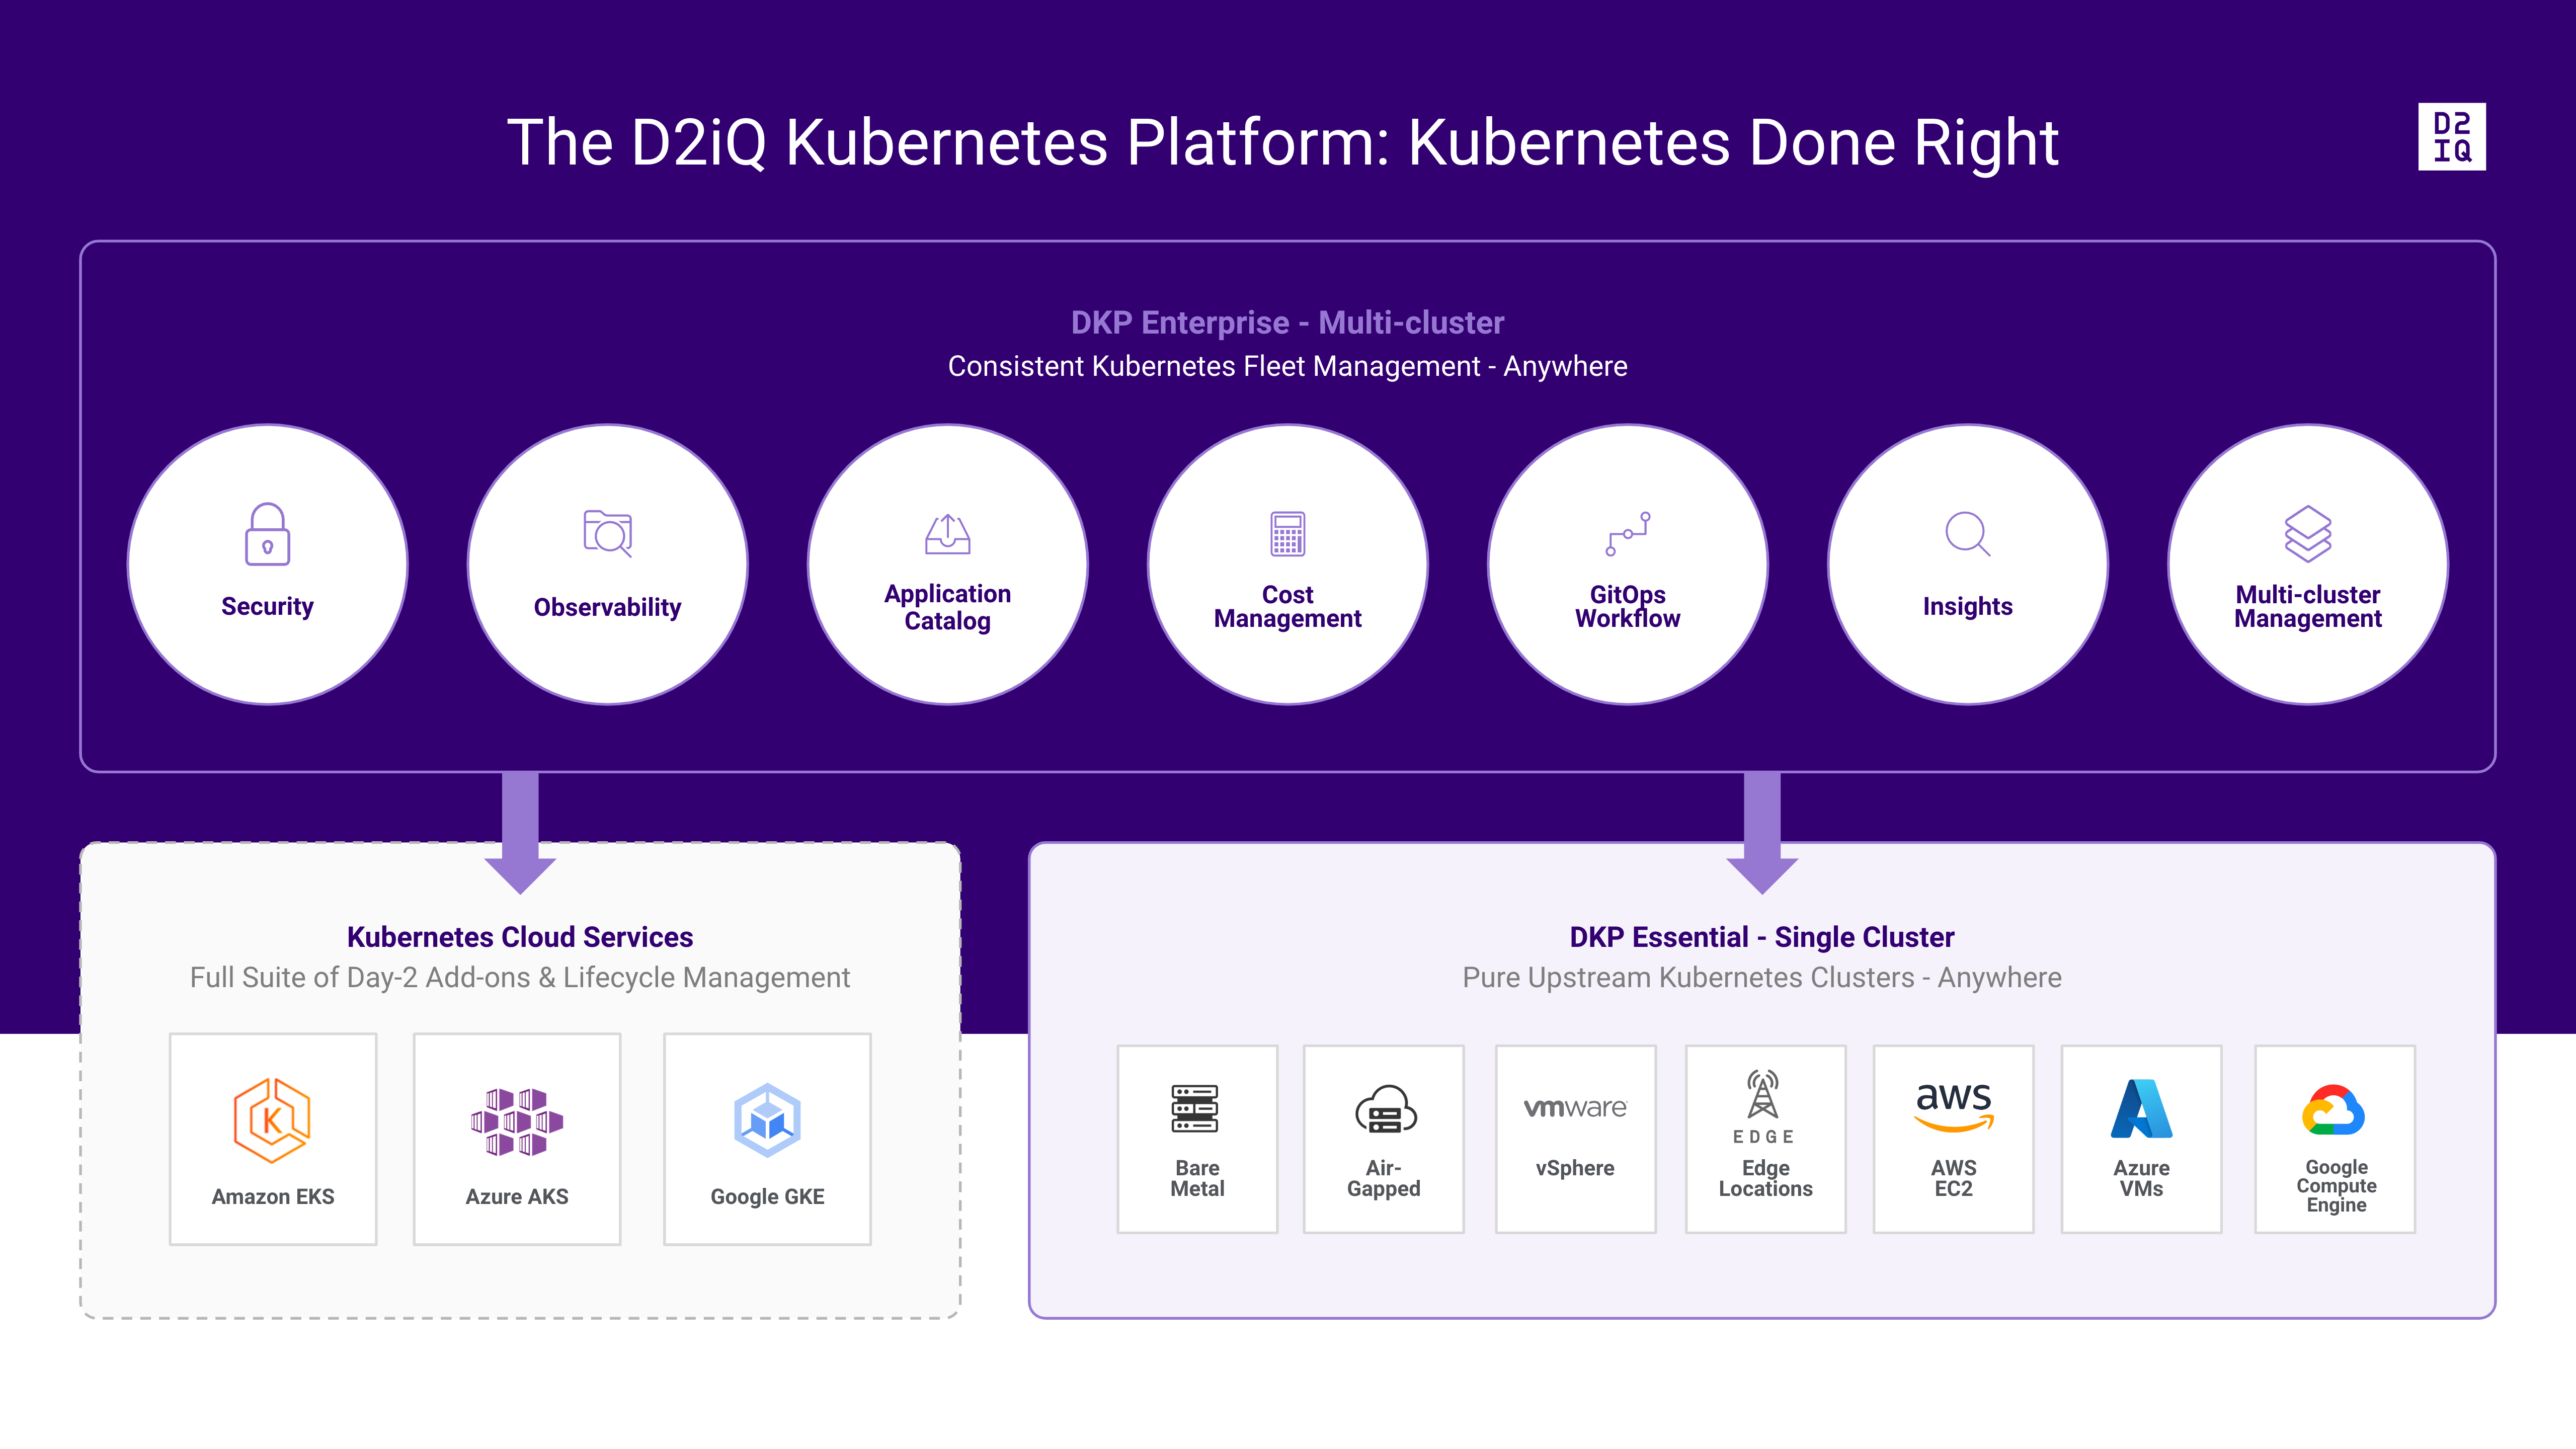 The D2iQ Kubernetes Platform: Kubernetes Done Right
D2
IQ
DKP Enterprise - Multi-cluster
Consistent Kubernetes Fleet Management - Anywhere
Security
Observability
Application
Catalog
Cost
Management
GitOps
Workflow
Insights
Multi-cluster
Management
Kubernetes Cloud Services
Full Suite of Day-2 Add-ons & Lifecycle Management
K
Amazon EKS
Azure AKS
Google GKE
DKP Essential - Single Cluster
Pure Upstream Kubernetes Clusters - Anywhere
Bare
Metal
Air-
Gapped
vmware
vSphere
EDGE
Edge
Locations
aws
AWS
EC2
Azure
VMs
Google
Compute
Engine